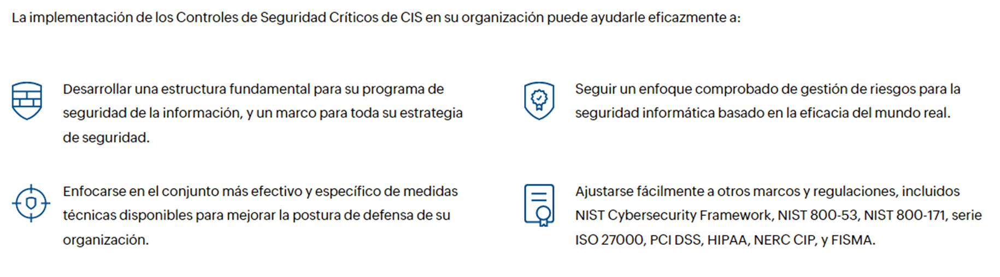 La implementación de los Controles de Seguridad Críticos de CIS en su organización puede ayudarle eficazmente a:
Desarrollar una estructura fundamental para su programa de
seguridad de la información, y un marco para toda su estrategia
de seguridad.
Seguir un enfoque comprobado de gestión de riesgos para la
seguridad informática basado en la eficacia del mundo real.
Enfocarse en el conjunto más efectivo y específico de medidas
técnicas disponibles para mejorar la postura de defensa de su
organización.
Ajustarse fácilmente a otros marcos y regulaciones, incluidos
NIST Cybersecurity Framework, NIST 800-53, NIST 800-171, serie
ISO 27000, PCI DSS, HIPAA, NERC CIP, y FISMA.